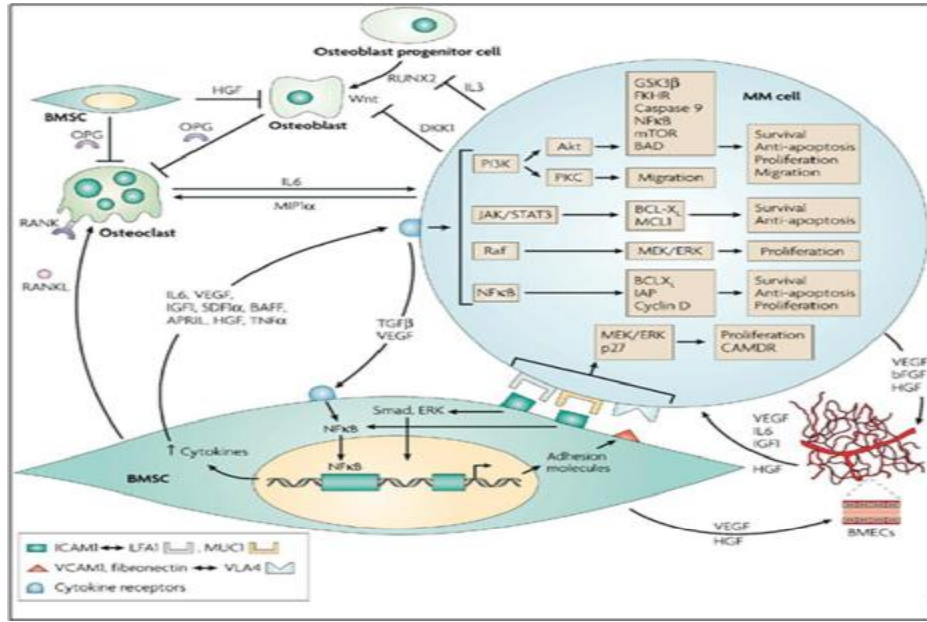 Osteoblast progenitor cell
RUNX2
IL3
Wnt
HGF
BMSC
Osteoblast
OPG
OPG
DKK1
MM cell
GSK3β
FKHR
Caspase 9
NFκB
mTOR
BAD
Akt
PI3K
PKC
Migration
Survival
Anti-apoptosis
Proliferation
Migration
IL6
MIP1α
RANK
Osteoclast
RANKL
JAK/STAT3
BCL-XL
MCL1
Survival
Anti-apoptosis
Raf
MEK/ERK
Proliferation
NFκB
BCLXL
IAP
Cyclin D
Survival
Anti-apoptosis
Proliferation
IL6, VEGF,
IGF1, SDF1α, BAFF,
APRIL, HGF, TNFα
TGFβ
VEGF
MEK/ERK
p27
Proliferation
CAMDR
VEGF
bFGF
HGF
VEGF
IL6
IGF1
HGF
Smad, ERK
NFκB
NFκB
↑ Cytokines
BMSC
Adhesion
molecules
VEGF
HGF
BMECs
ICAM1 ↔ LFA1 , MUC1
VCAM1, fibronectin ↔ VLA4
Cytokine receptors